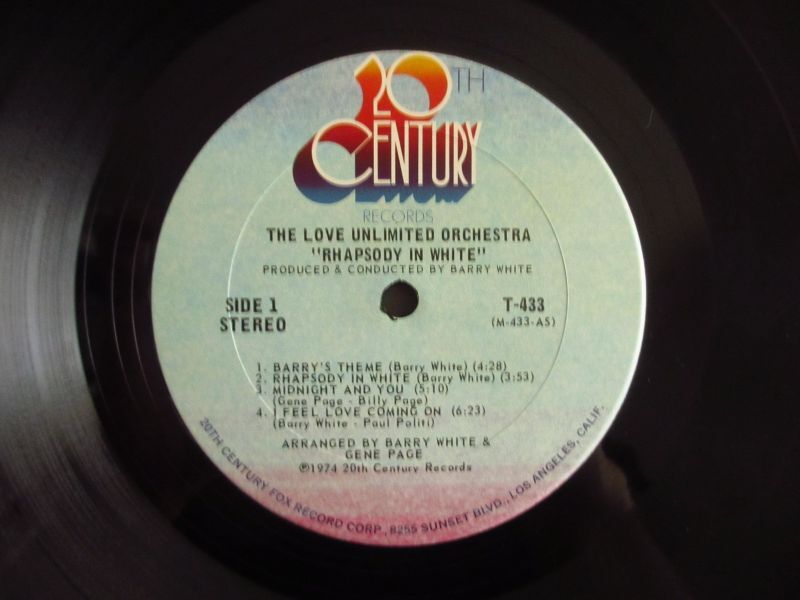 20TH
CENTURY
RECORDS
THE LOVE UNLIMITED ORCHESTRA
"RHAPSODY IN WHITE"
PRODUCED & CONDUCTED BY BARRY WHITE
SIDE 1
STEREO
T-433
(M-433-AS)
1. BARRY'S THEME (Barry White) (4:28)
2. RHAPSODY IN WHITE (Barry White) (3:53)
3. MIDNIGHT AND YOU (5:10)
(Gene Page - Billy Page)
4. I FEEL LOVE COMING ON (6:23)
(Barry White - Paul Politi)
ARRANGED BY BARRY WHITE &
GENE PAGE
℗1974 20th Century Records
20TH CENTURY FOX RECORD CORP., 8255 SUNSET BLVD., LOS ANGELES, CALIF.